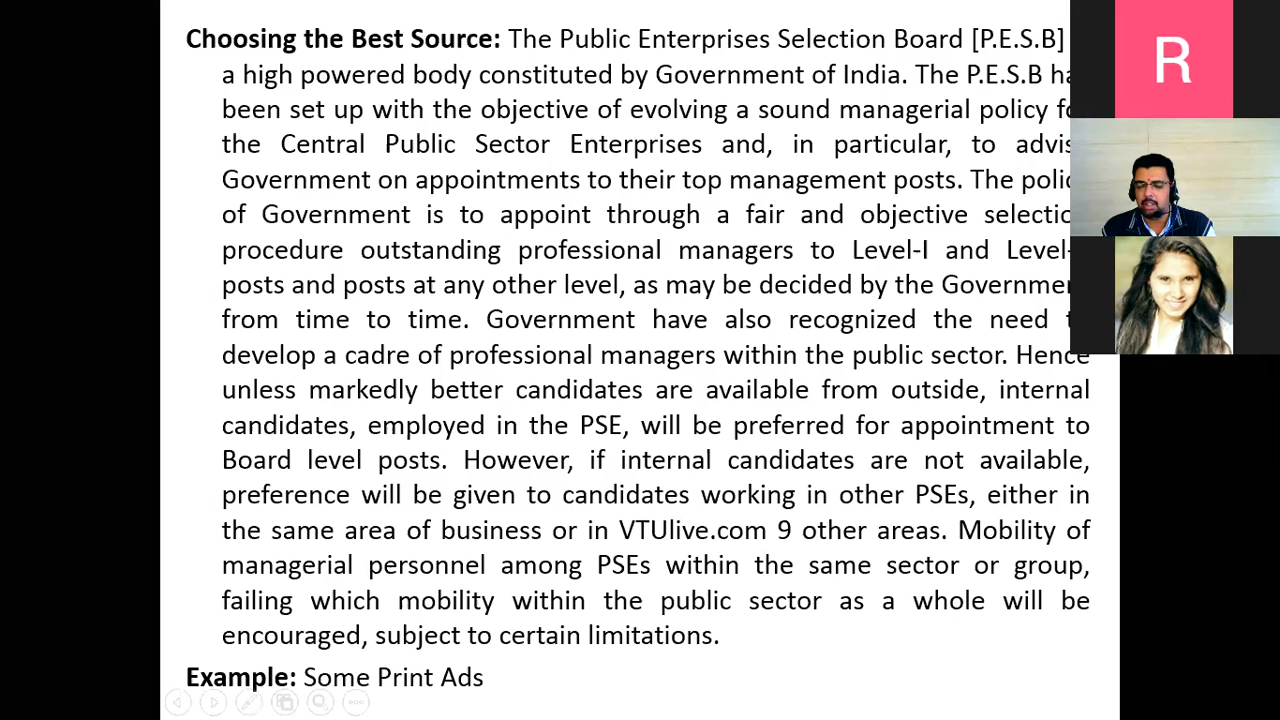 Choosing the Best Source: The Public Enterprises Selection Board [P.E.S.B]
a high powered body constituted by Government of India. The P.E.S.B
been set up with the objective of evolving a sound managerial policy
the Central Public Sector Enterprises and, in particular, to
Government on appointments to their top management posts. The
of Government is to appoint through a fair and objective
procedure outstanding professional managers to Level-I and
posts and posts at any other level, as may be decided by the
from time to time. Government have also recognized the need
develop a cadre of professional managers within the public sector. Hence
unless markedly better candidates are available from outside, internal
candidates, employed in the PSE, will be preferred for appointment to
Board level posts. However, if internal candidates are not available,
preference will be given to candidates working in other PSEs, either in
the same area of business or in VTUlive.com 9 other areas. Mobility of
managerial personnel among PSEs within the same sector or group,
failing which mobility within the public sector as a whole will be
encouraged, subject to certain limitations.
Example: Some Print Ads
R